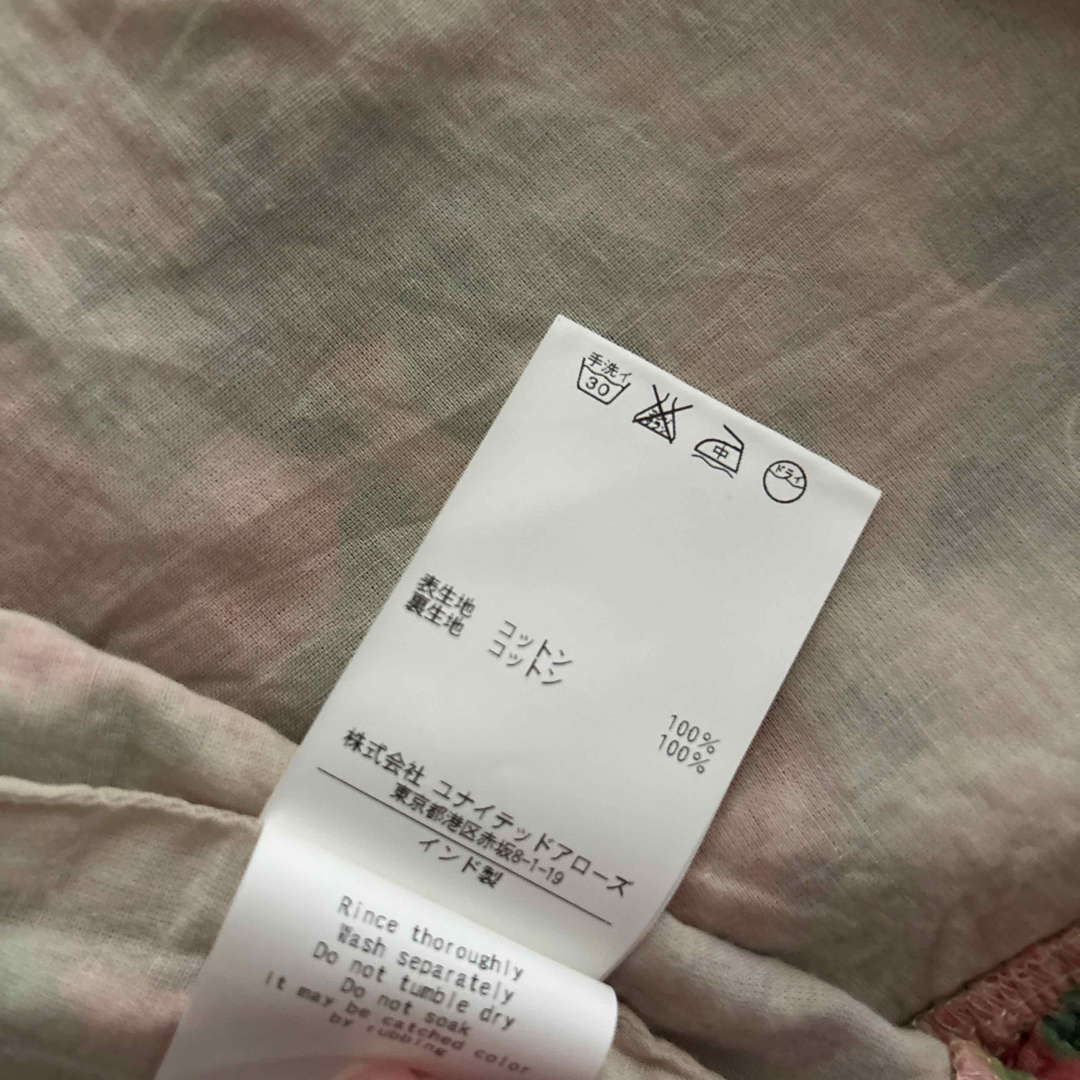 手洗イ
30
中
ドライ
表生地 コットン 100%
裏生地 コットン 100%
株式会社 ユナイテッドアローズ
東京都港区赤坂8-1-19
インド製
Rince thoroughly
Wash separately
Do not tumble dry
Do not soak
It may be catched color
by rubbing